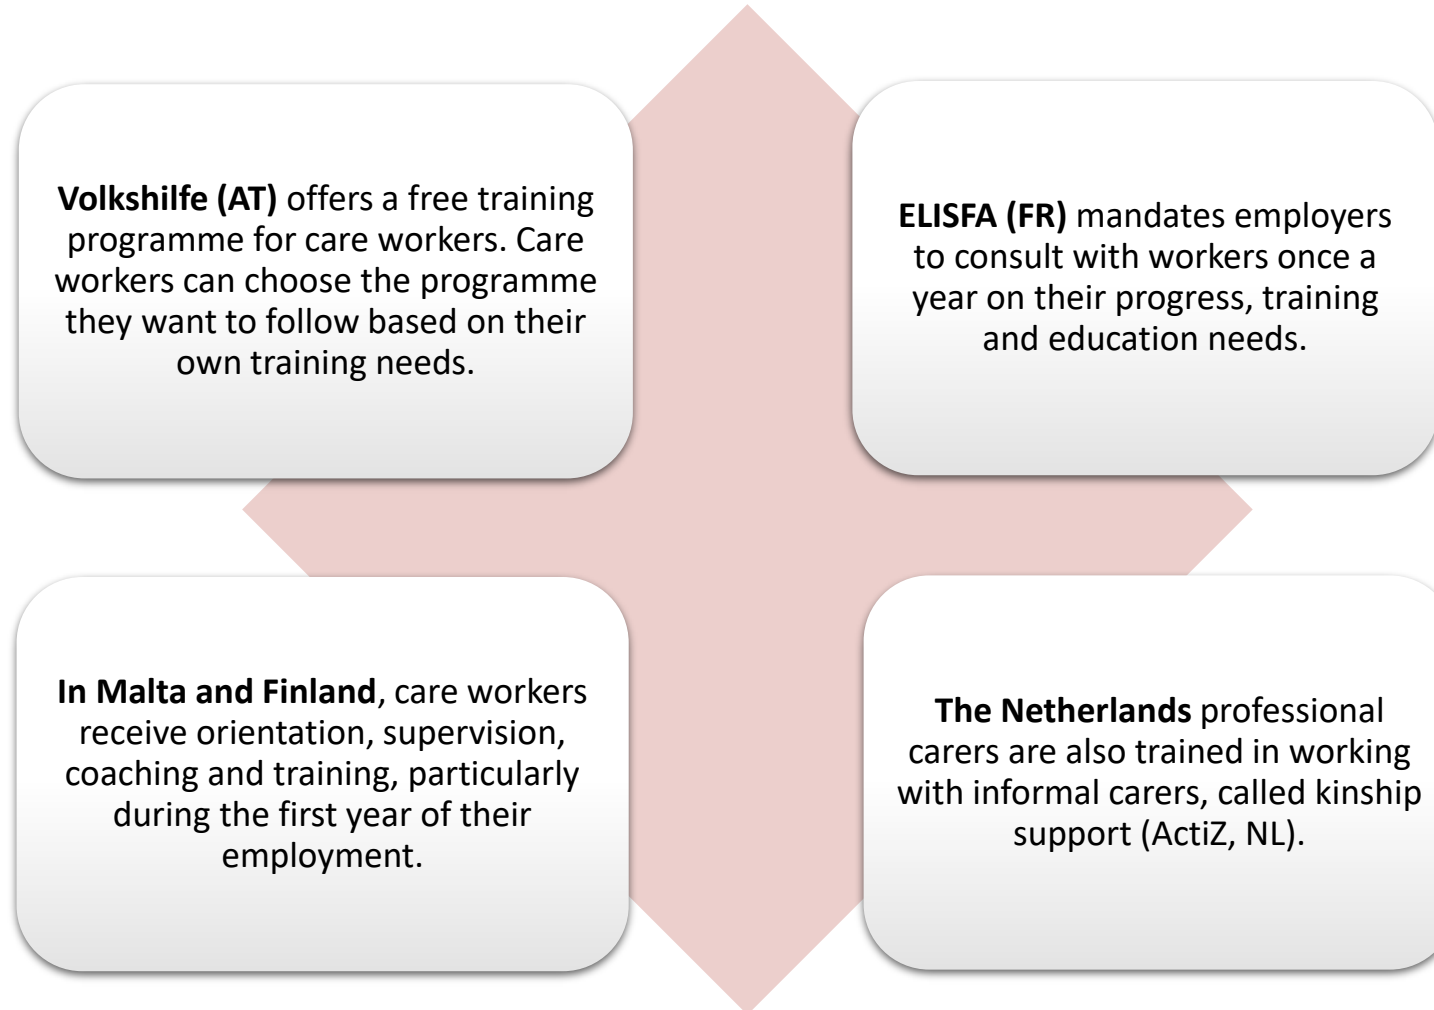 Volkshilfe (AT) offers a free training
programme for care workers. Care
workers can choose the programme
they want to follow based on their
own training needs.
ELISFA (FR) mandates employers
to consult with workers once a
year on their progress, training
and education needs.
In Malta and Finland, care workers
receive orientation, supervision,
coaching and training, particularly
during the first year of their
employment.
The Netherlands professional
carers are also trained in working
with informal carers, called kinship
support (ActiZ, NL).